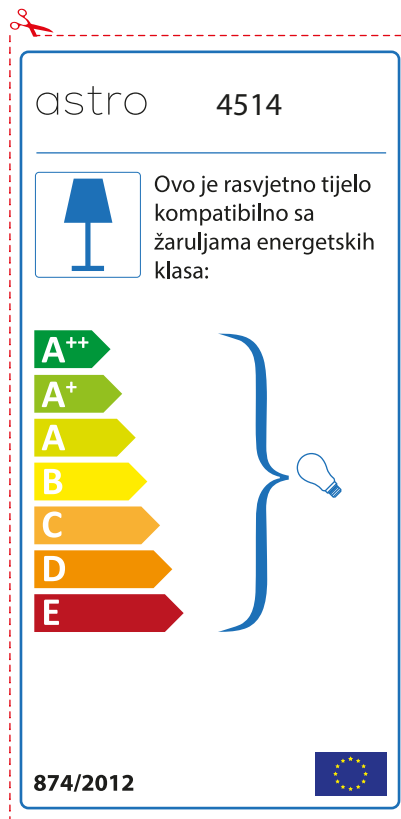 astro 4514
Ovo je rasvjetno tijelo
kompatibilno sa
žaruljama energetskih
klasa:
A++
A+
A
B
C
D
E
874/2012